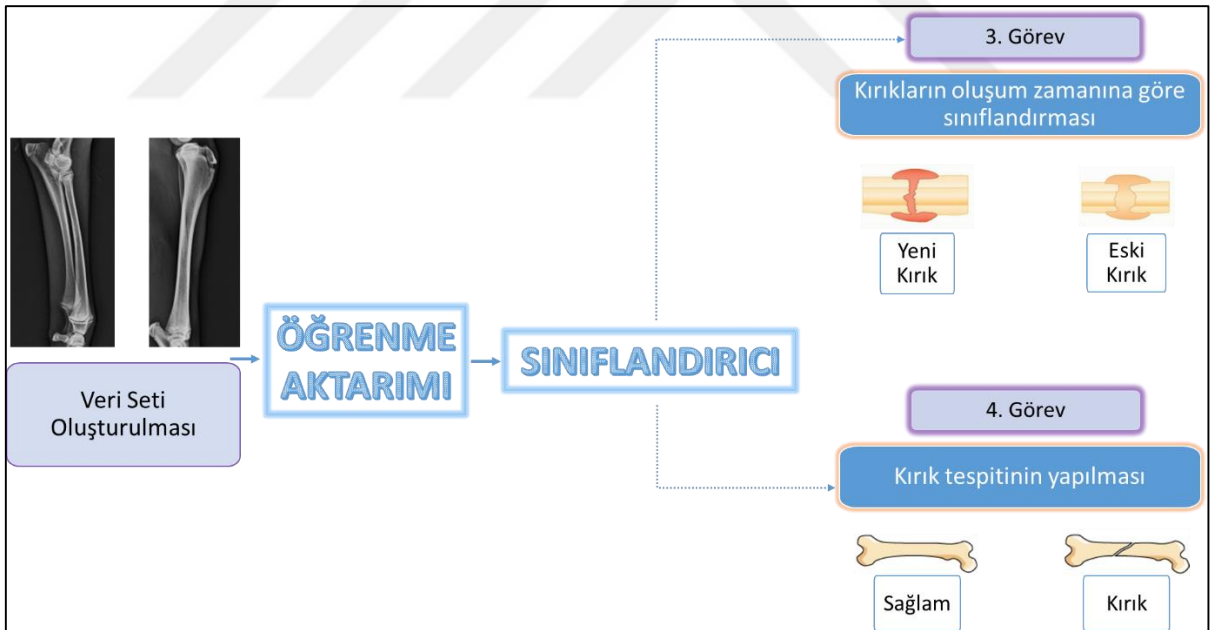 Veri Seti
Oluşturulması
ÖĞRENME
AKTARIMI
SINIFLANDIRICI
3. Görev
Kırıkların oluşum zamanına göre
sınıflandırması
Yeni
Kırık
Eski
Kırık
4. Görev
Kırık tespitinin yapılması
Sağlam
Kırık